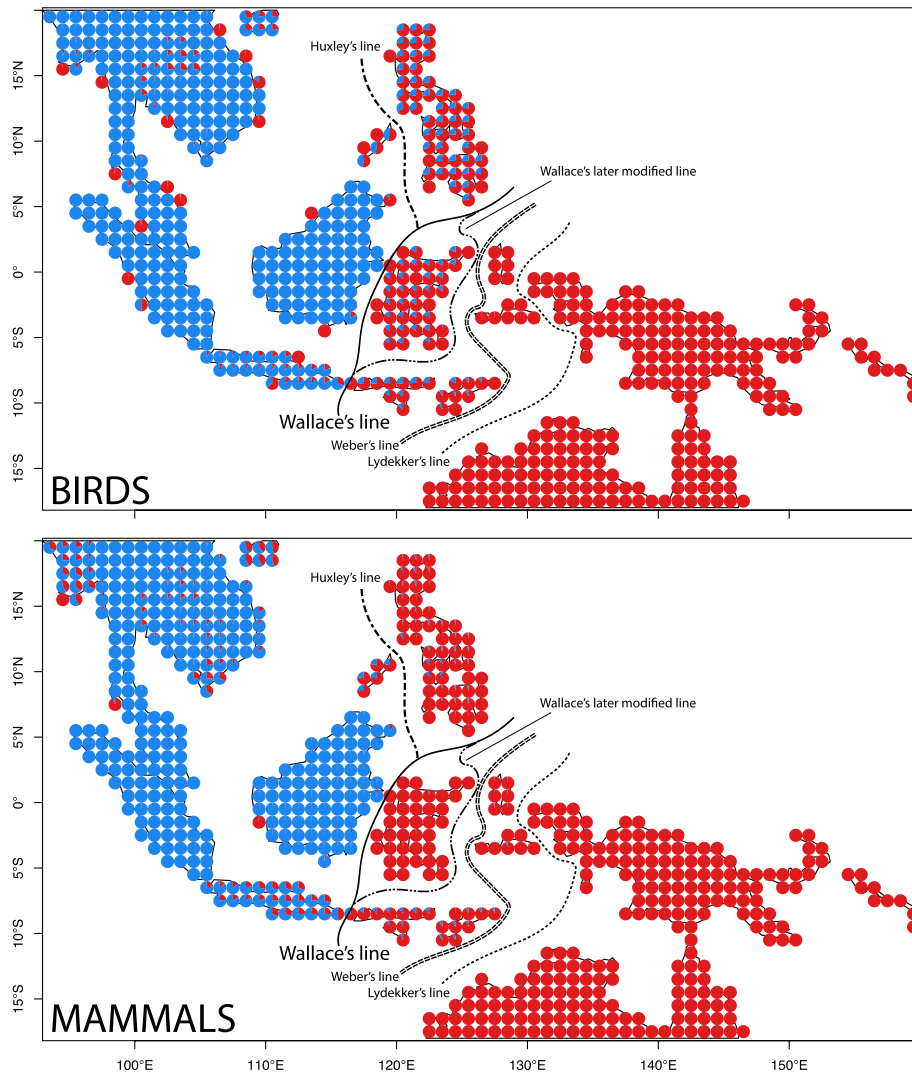 Huxley's line
15°N
10°N
Wallace's later modified line
5°N
0°
5°S
10°S
Wallace's line
Weber's line
Lydekker's line
15°S
BIRDS
Huxley's line
15°N
10°N
Wallace's later modified line
5°N
0°
5°S
10°S
Wallace's line
Weber's line
Lydekker's line
15°S
MAMMALS
100°E 110°E 120°E 130°E 140°E 150°E